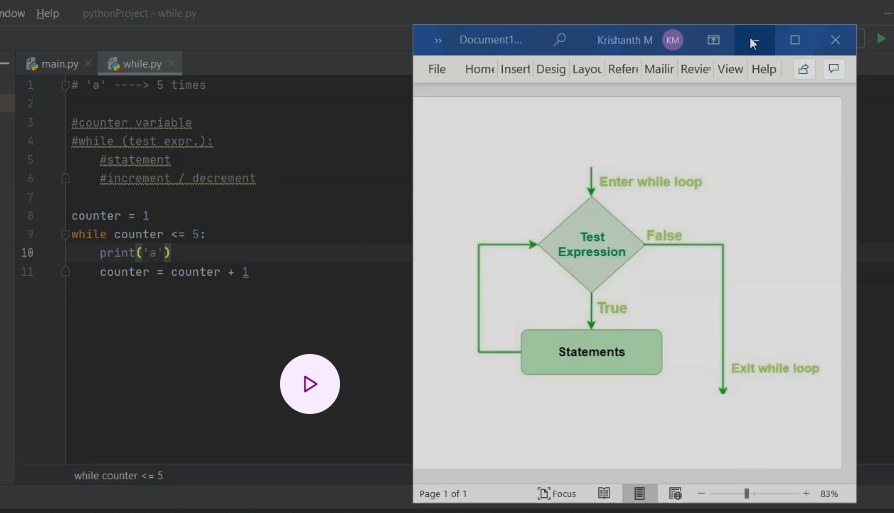 ndow Help pythonProject - while.py
main.py
while.py
1 # 'a' ----> 5 times
2
3 #counter variable
4 #while (test expr.):
5 #statement
6 #increment / decrement
7
8 counter = 1
9 while counter <= 5:
10 print('a')
11 counter = counter + 1
while counter <= 5
Document1... Krishanth M KM
File Home Insert Desig Layou Referi Mailir Review View Help
Enter while loop
Test
Expression
False
True
Statements
Exit while loop
Page 1 of 1 Focus 83%